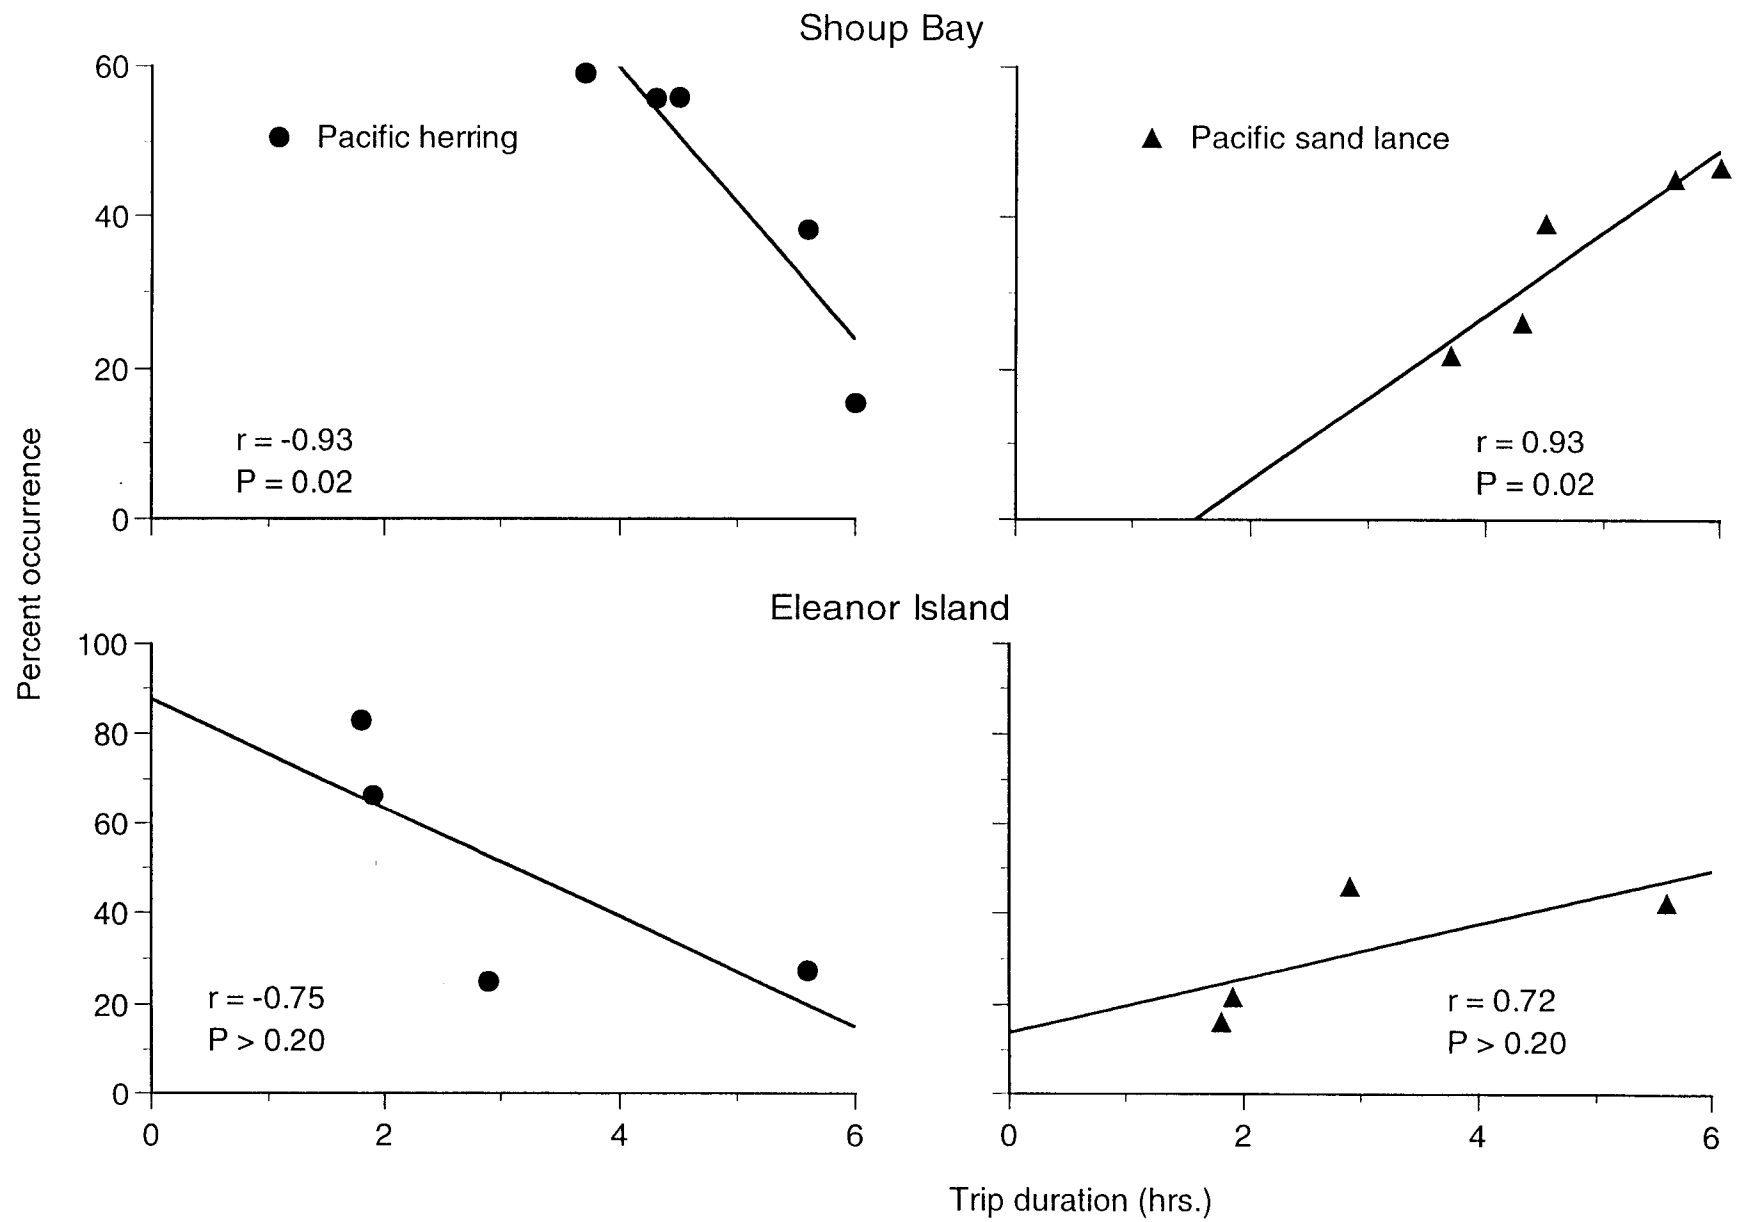 Shoup Bay
60
40
20
0
Pacific herring
r = -0.93
P = 0.02
Pacific sand lance
r = 0.93
P = 0.02
Percent occurrence
Eleanor Island
100
80
60
40
20
0
r = -0.75
P > 0.20
0 2 4 6
r = 0.72
P > 0.20
0 2 4 6
Trip duration (hrs.)